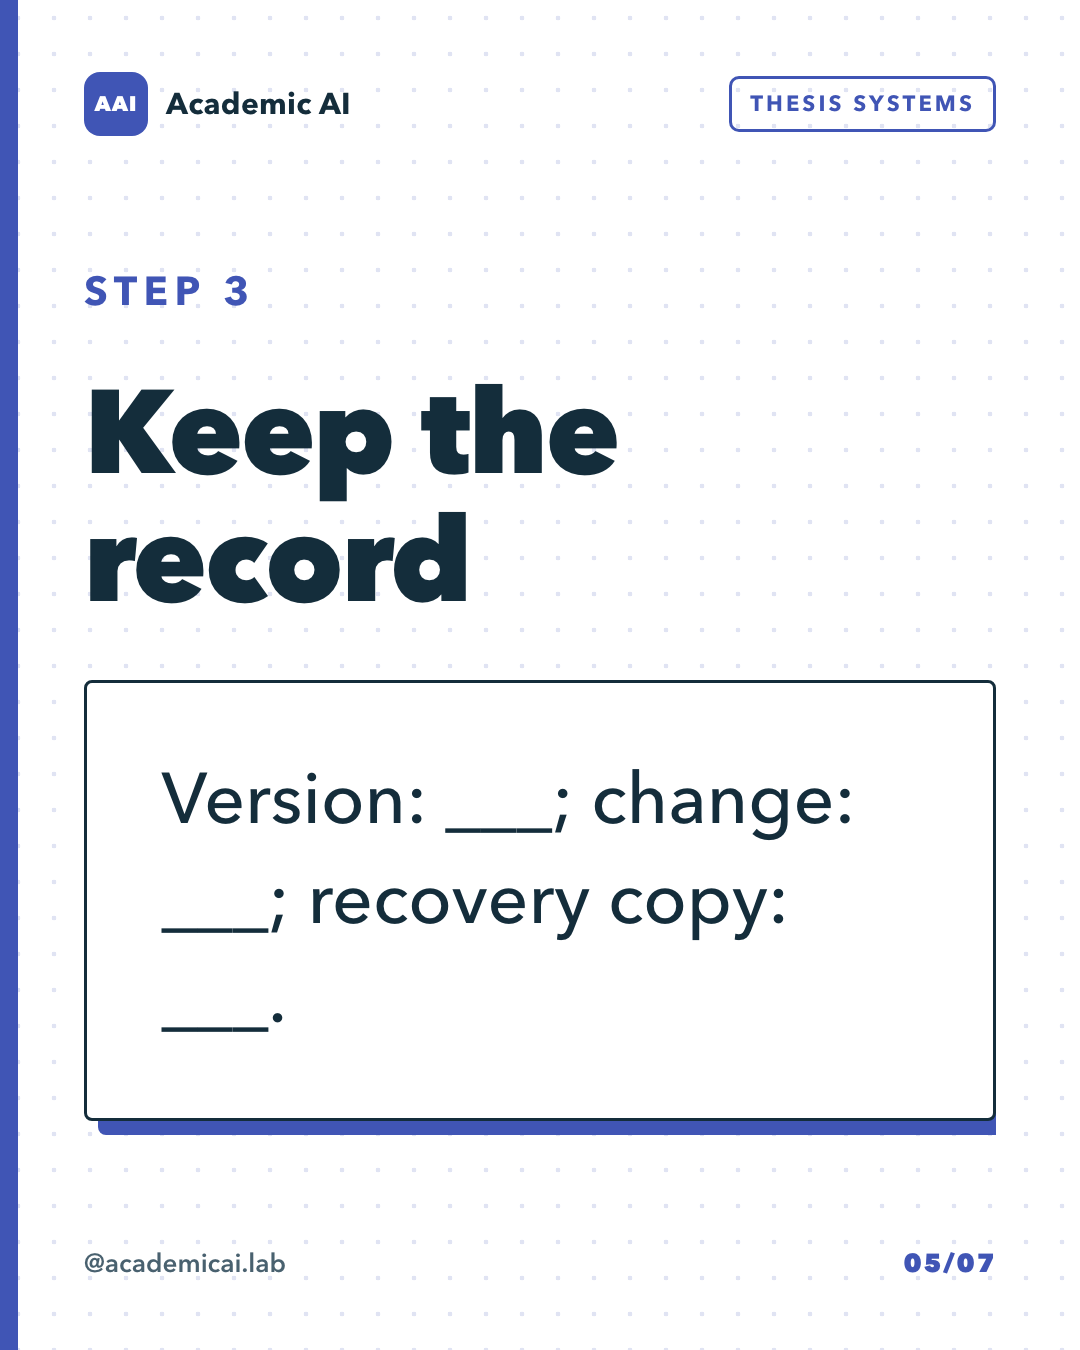 AAI
Academic AI
THESIS SYSTEMS
STEP 3
Keep the
record
Version: ___; change:
___; recovery copy:
___.
@academicai.lab
05/07